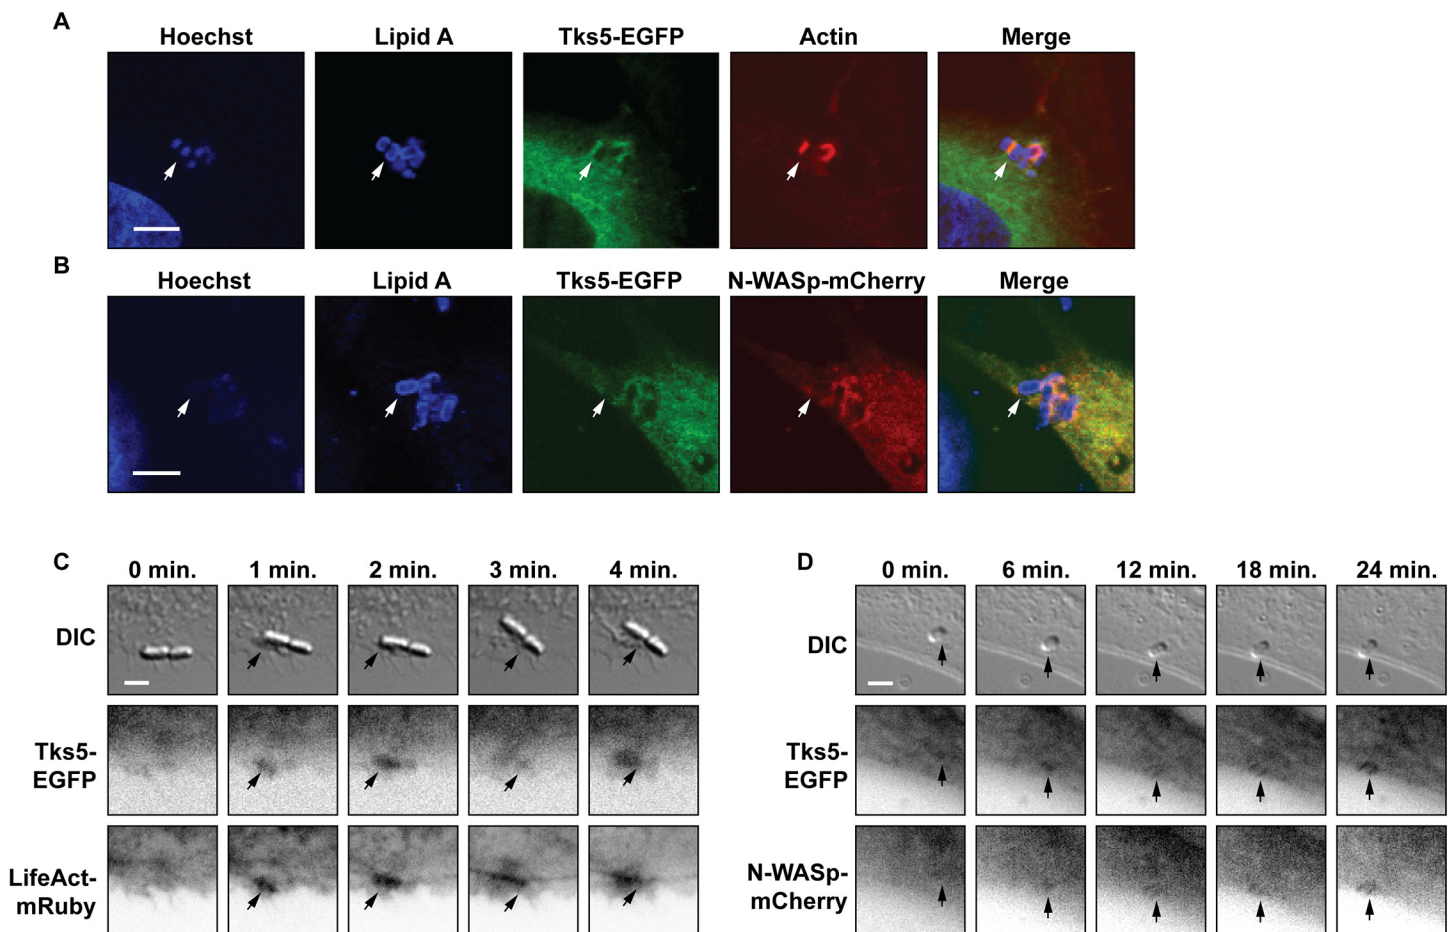 A
Hoechst Lipid A Tks5-EGFP Actin Merge
B
Hoechst Lipid A Tks5-EGFP N-WASp-mCherry Merge
C
0 min. 1 min. 2 min. 3 min. 4 min.
DIC
Tks5-
EGFP
LifeAct-
mRuby
D
0 min. 6 min. 12 min. 18 min. 24 min.
DIC
Tks5-
EGFP
N-WASp-
mCherry